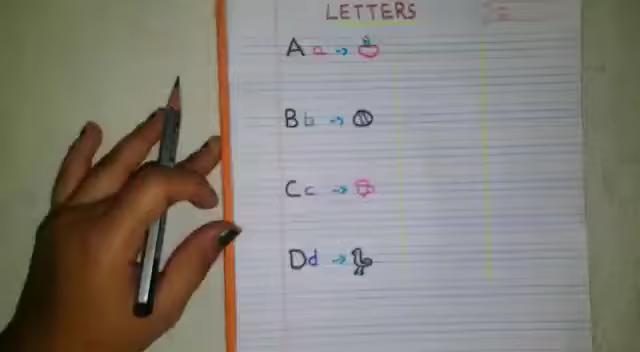 LETTERS
A a →
B b →
C c →
D d →